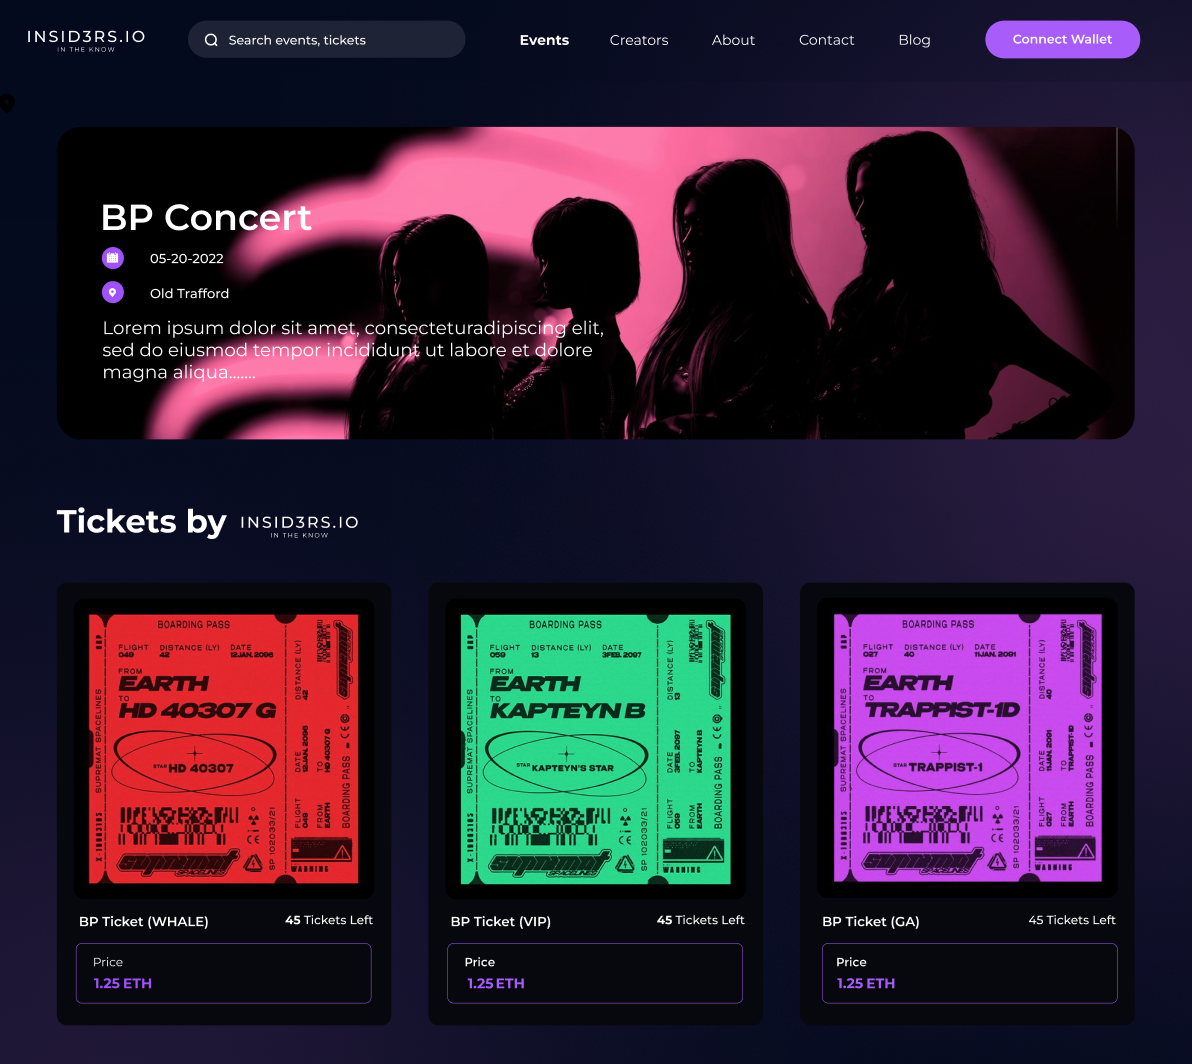 INSID3RS.IO
IN THE KNOW
Search events, tickets
Events
Creators
About
Contact
Blog
Connect Wallet
BP Concert
05-20-2022
Old Trafford
Lorem ipsum dolor sit amet, consecteturadipiscing elit,
sed do eiusmod tempor incididunt ut labore et dolore
magna aliqua.......
Tickets by
INSID3RS.IO
IN THE KNOW
BOARDING PASS
FLIGHT
049
DISTANCE (LY)
42
DATE
12JAN. 2096
FROM
EARTH
TO
HD 40307 G
STAR HD 40307
SUPREMAT SPACELINES
DISTANCE (LY)
42
DATE
12JAN. 2096
TO
HD 40307 G
FLIGHT
049
FROM
EARTH
BOARDING PASS
SP 102033/21
SPACELINES
WARNING
BP Ticket (WHALE)
45 Tickets Left
Price
1.25 ETH
BOARDING PASS
FLIGHT
059
DISTANCE (LY)
13
DATE
3FEB. 2097
FROM
EARTH
TO
KAPTEYN B
STAR KAPTEYN'S STAR
SUPREMAT SPACELINES
DISTANCE (LY)
13
DATE
3FEB. 2097
TO
KAPTEYN B
FLIGHT
059
FROM
EARTH
BOARDING PASS
SP 102033/21
SPACELINES
WARNING
BP Ticket (VIP)
45 Tickets Left
Price
1.25 ETH
BOARDING PASS
FLIGHT
027
DISTANCE (LY)
40
DATE
11JAN. 2091
FROM
EARTH
TO
TRAPPIST-1D
STAR TRAPPIST-1
SUPREMAT SPACELINES
DISTANCE (LY)
40
DATE
11JAN. 2091
TO
TRAPPIST-1D
FLIGHT
027
FROM
EARTH
BOARDING PASS
SP 102033/21
SPACELINES
WARNING
BP Ticket (GA)
45 Tickets Left
Price
1.25 ETH